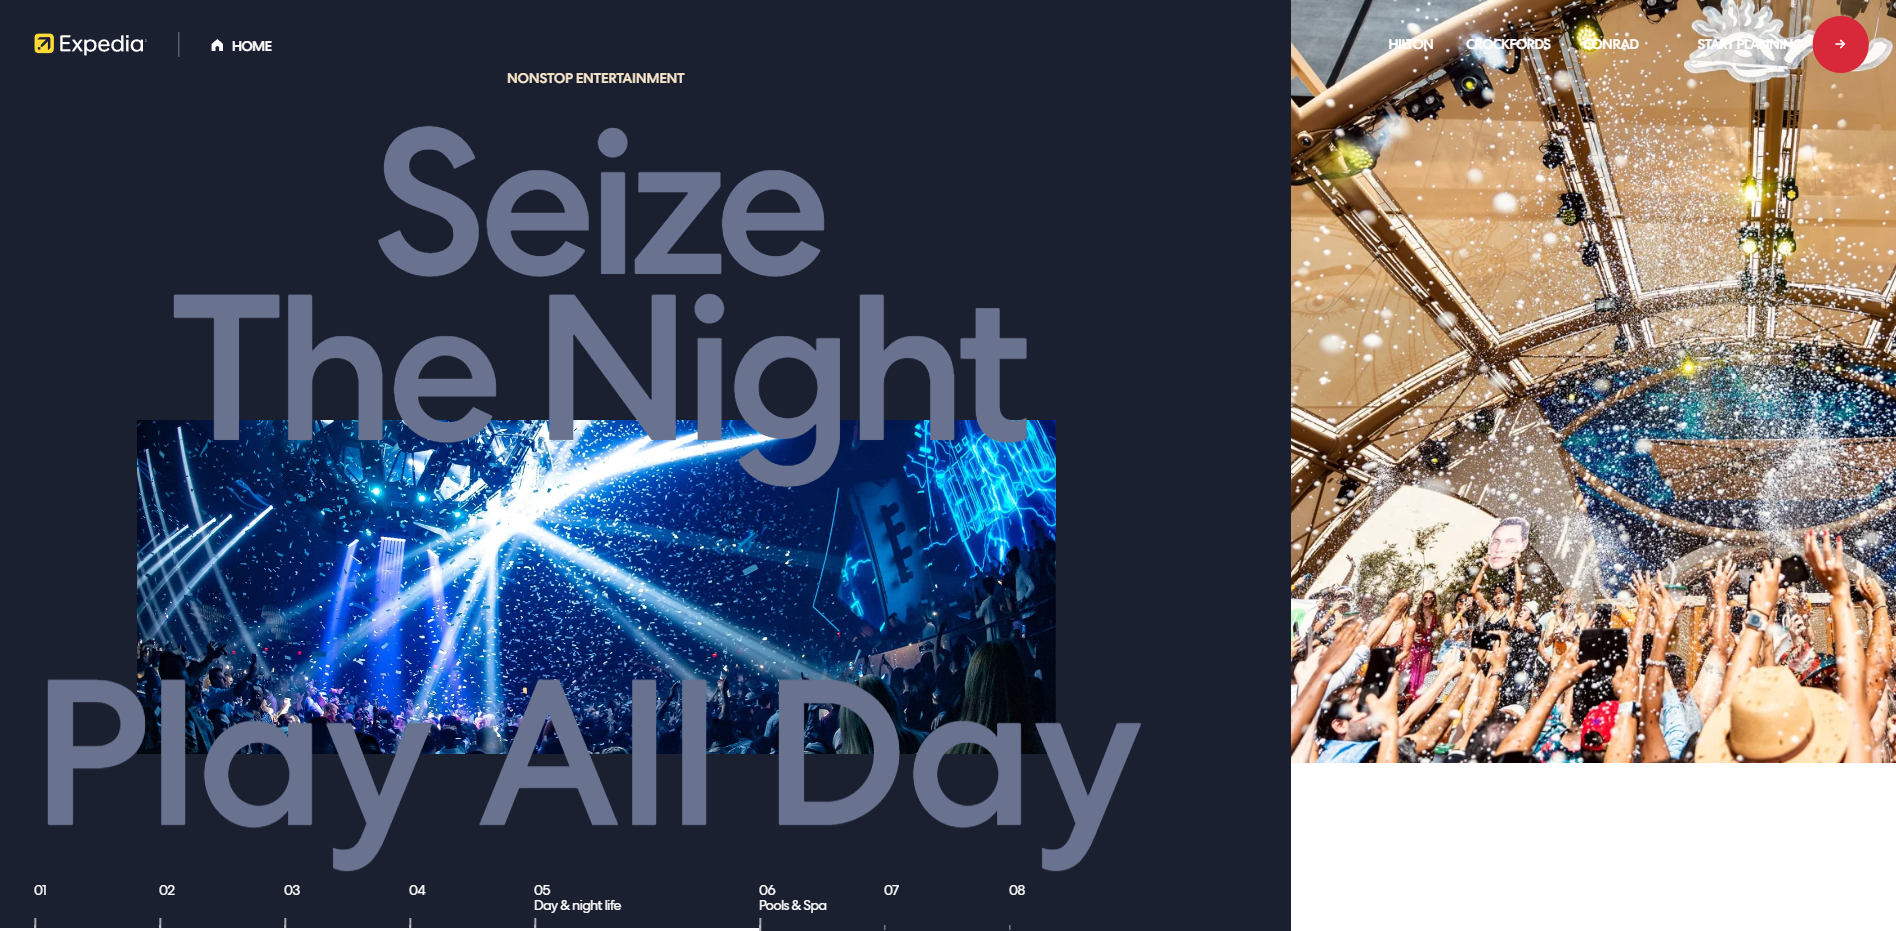 Expedia
HOME
HILTON
CROCKFORDS
CONRAD
START PLANNING
NONSTOP ENTERTAINMENT
Seize
The Night
Play All Day
01
02
03
04
05
Day & night life
06
Pools & Spa
07
08